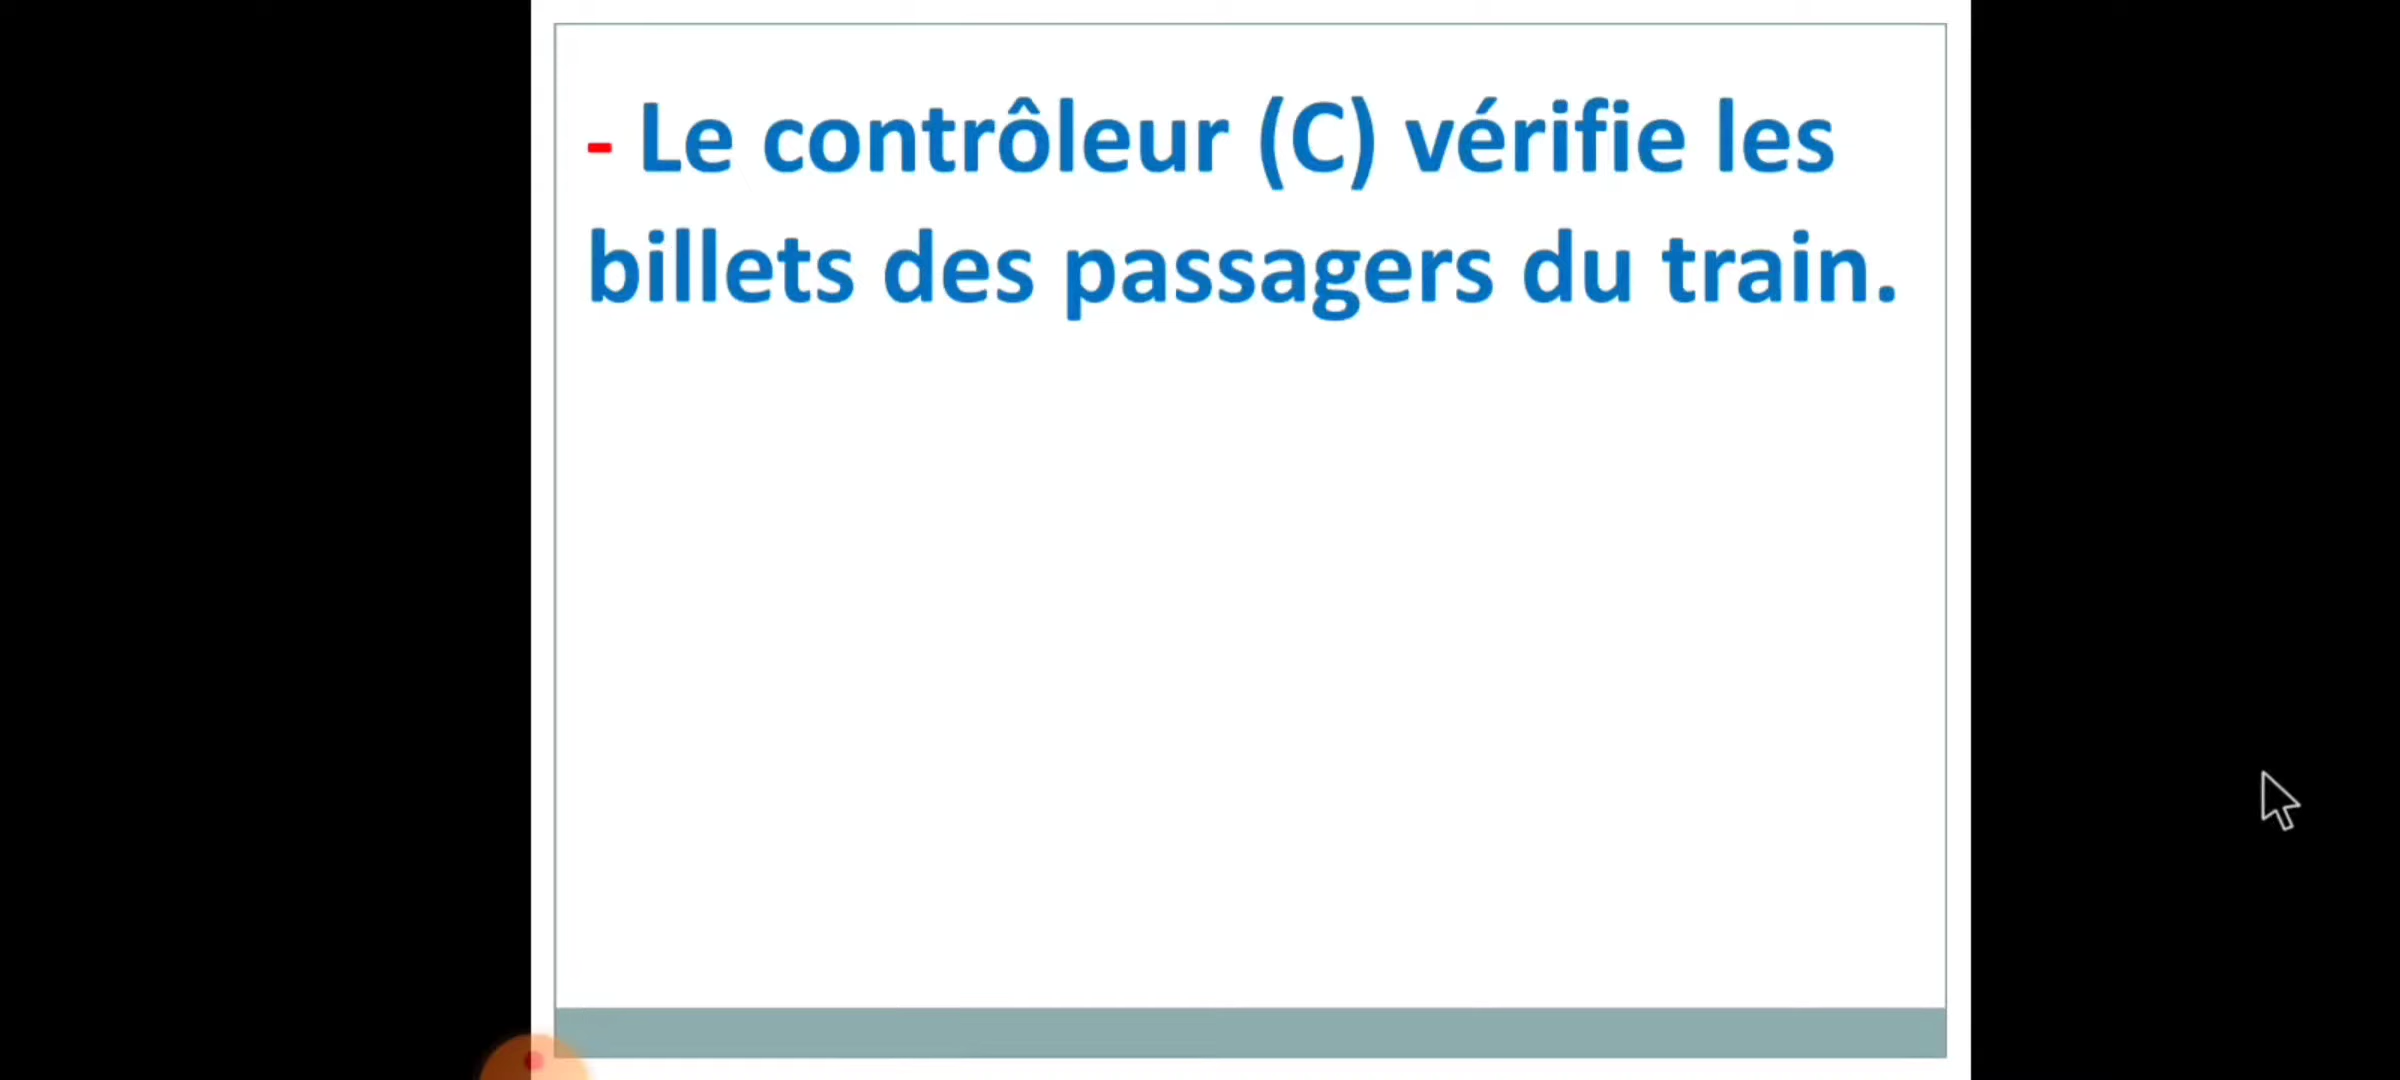 - Le contrôleur (C) vérifie les
billets des passagers du train.